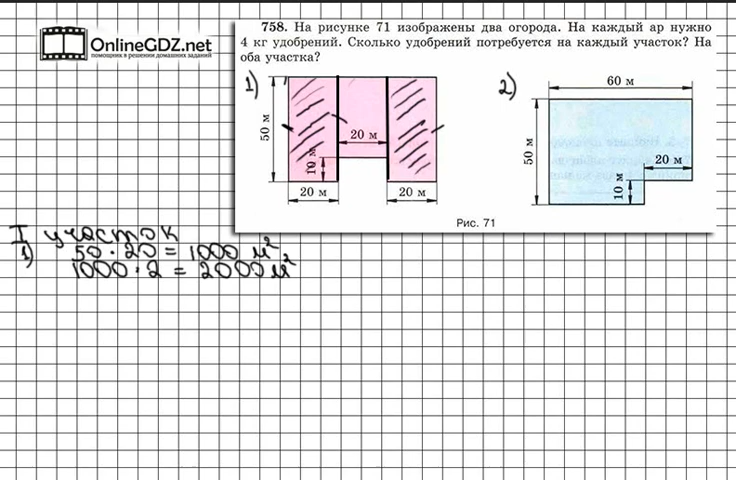 OnlineGDZ.net
помощник в решении домашних заданий
758. На рисунке 71 изображены два огорода. На каждый ар нужно
4 кг удобрений. Сколько удобрений потребуется на каждый участок? На
оба участка?
1)
50 м
20 м
10 м
20 м
20 м
2)
60 м
50 м
20 м
10 м
Рис. 71
I участок
1) 50 · 20 = 1000 м²
1000 · 2 = 2000 м²